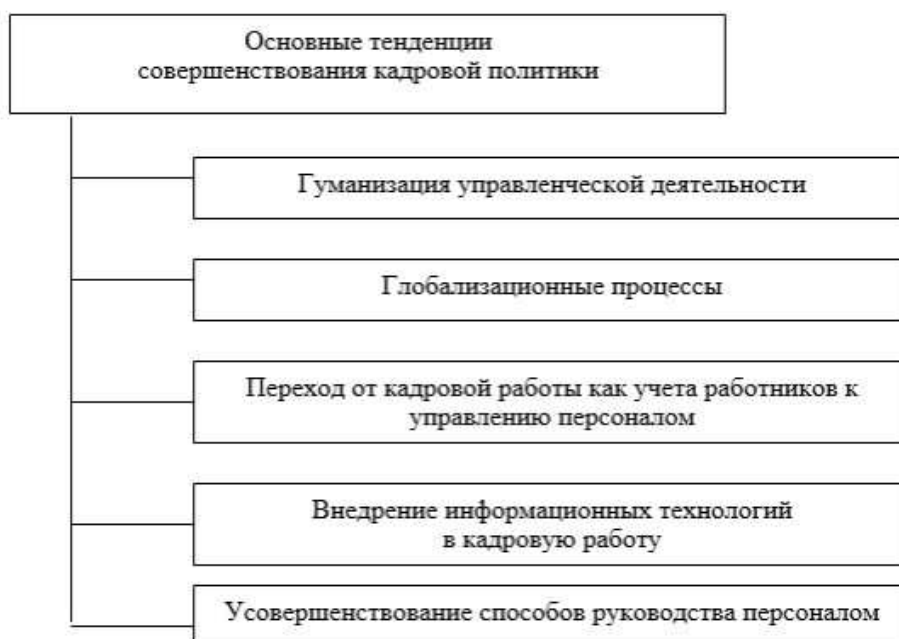 Основные тенденции
совершенствования кадровой политики
Гуманизация управленческой деятельности
Глобализационные процессы
Переход от кадровой работы как учета работников к
управлению персоналом
Внедрение информационных технологий
в кадровую работу
Усовершенствование способов руководства персоналом